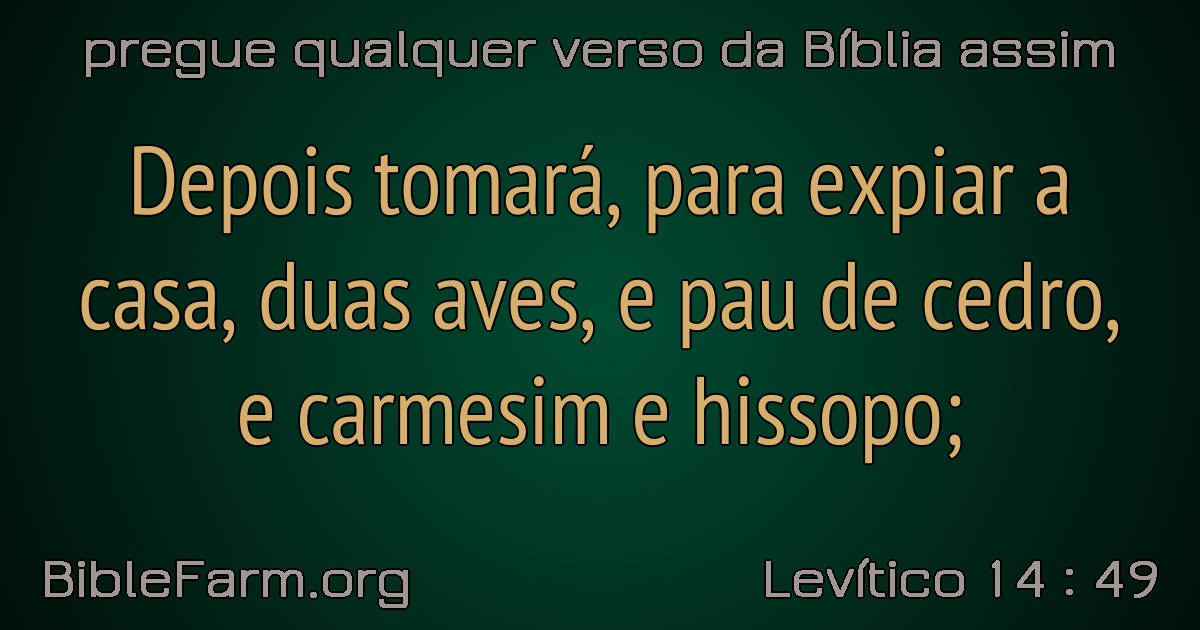 pregue qualquer verso da Bíblia assim
Depois tomará, para expiar a
casa, duas aves, e pau de cedro,
e carmesim e hissopo;
BibleFarm.org
Levítico 14 : 49